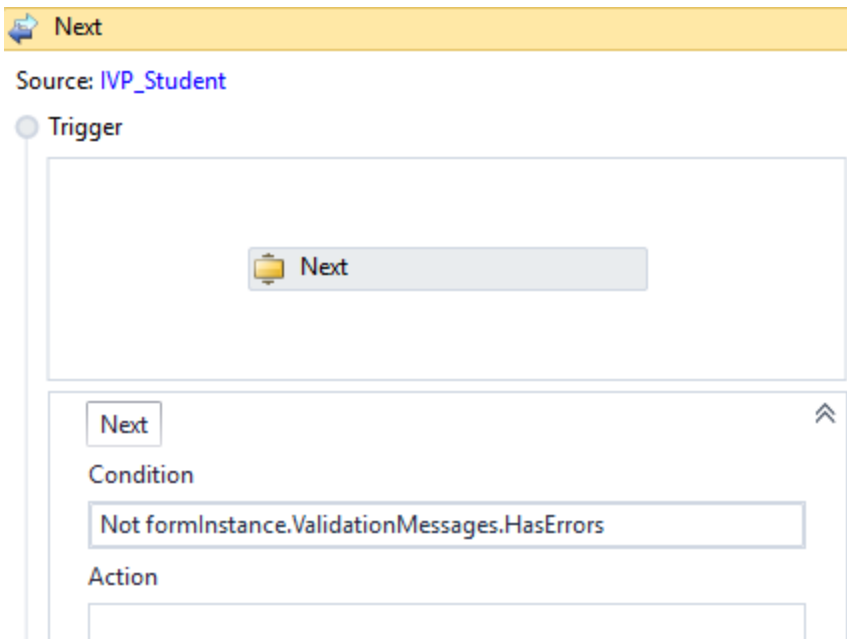 Next
Source: IVP_Student
Trigger
Next
Next
Condition
Not formInstance.ValidationMessages.HasErrors
Action